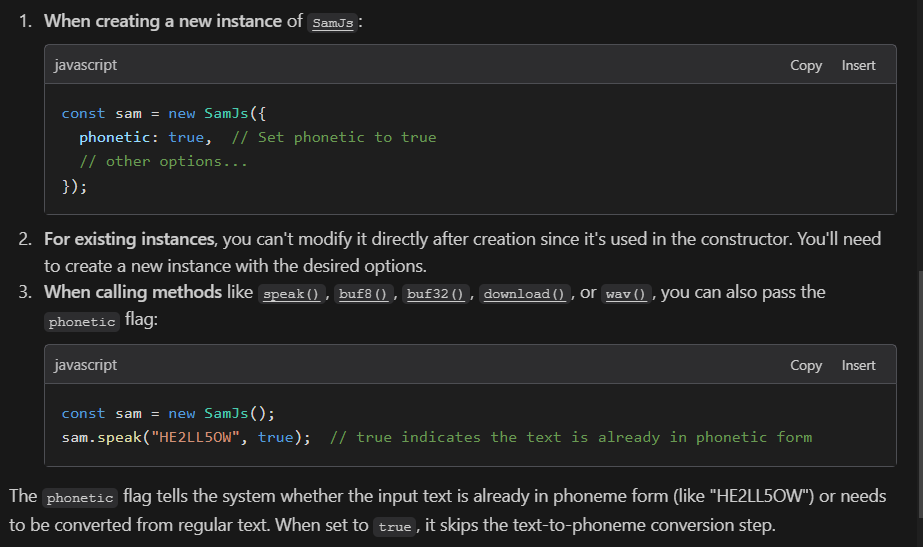 1. When creating a new instance of SamJs:
javascript Copy Insert
const sam = new SamJs({
  phonetic: true,  // Set phonetic to true
  // other options...
});
2. For existing instances, you can't modify it directly after creation since it's used in the constructor. You'll need
to create a new instance with the desired options.
3. When calling methods like speak(), buf8(), buf32(), download(), or wav(), you can also pass the
phonetic flag:
javascript Copy Insert
const sam = new SamJs();
sam.speak("HE2LL5OW", true);  // true indicates the text is already in phonetic form
The phonetic flag tells the system whether the input text is already in phoneme form (like "HE2LL5OW") or needs
to be converted from regular text. When set to true, it skips the text-to-phoneme conversion step.